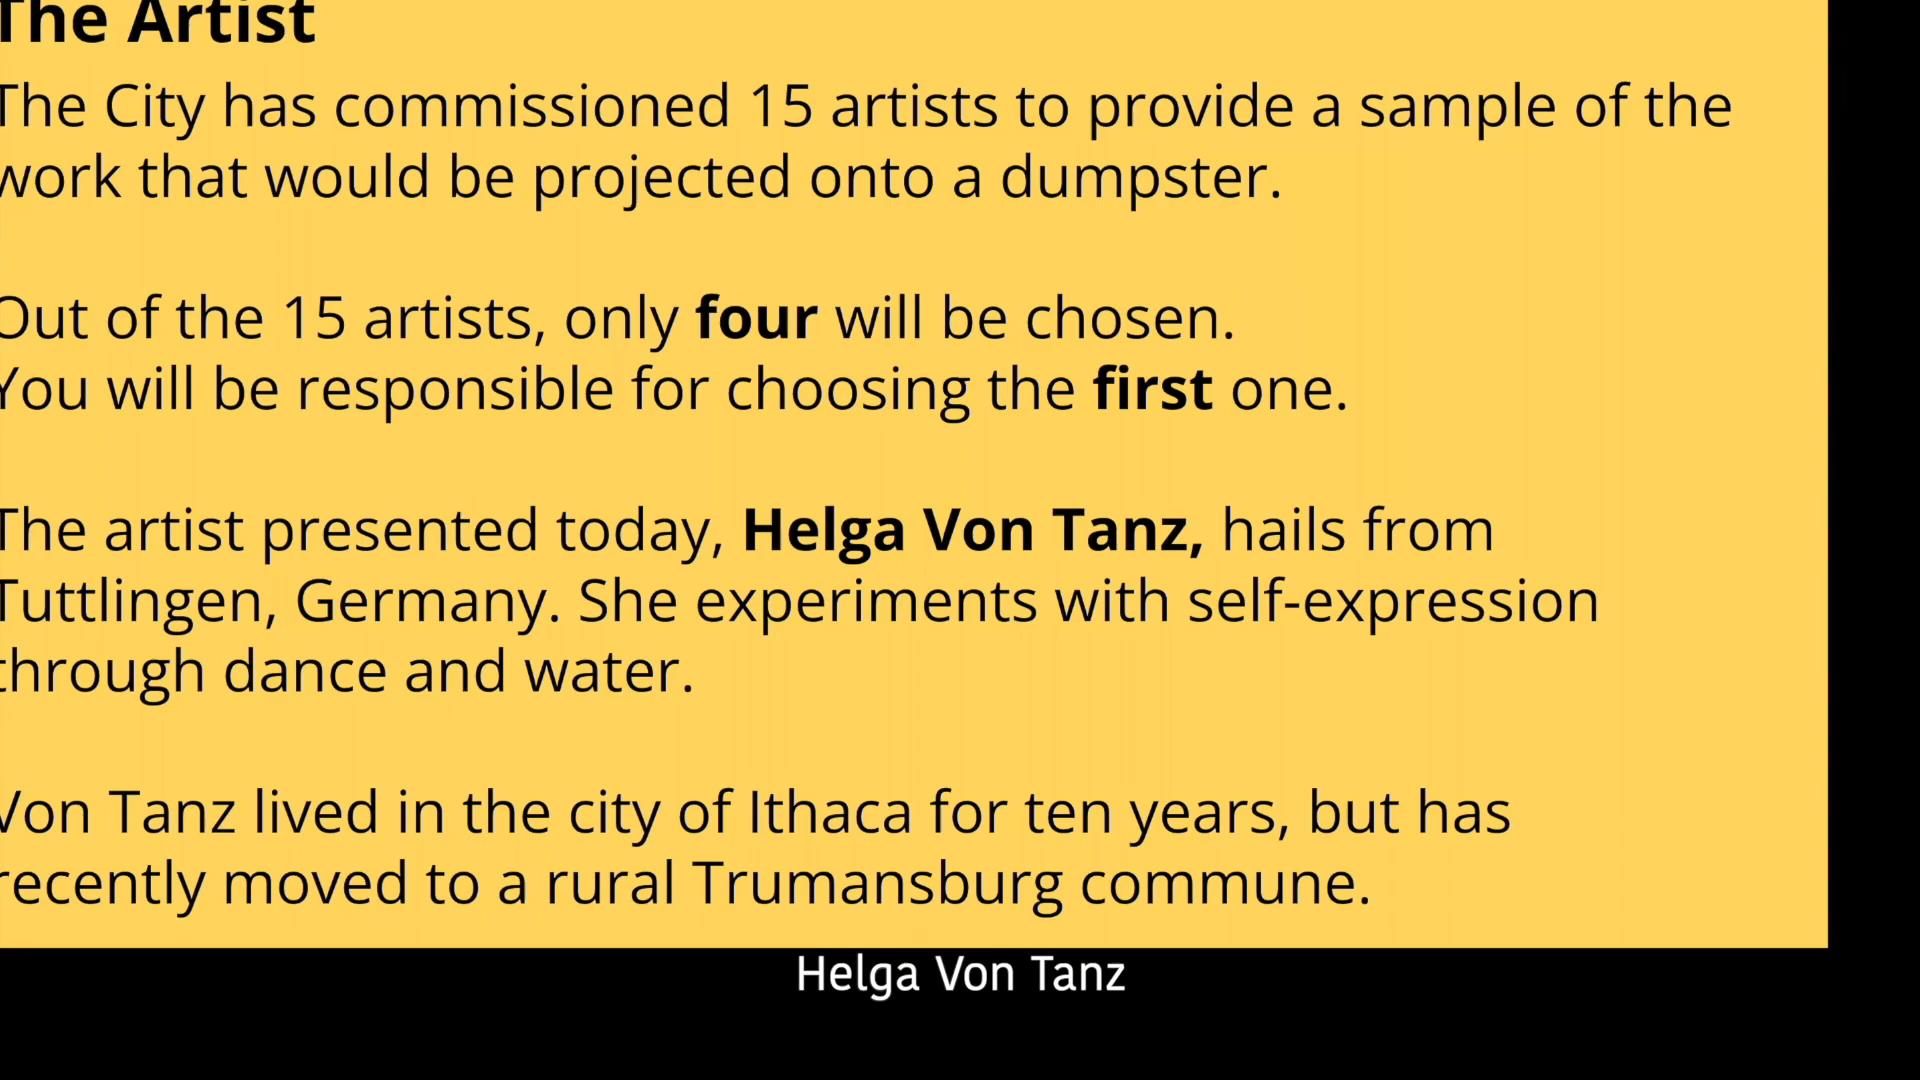 The Artist
The City has commissioned 15 artists to provide a sample of the
work that would be projected onto a dumpster.
Out of the 15 artists, only four will be chosen.
You will be responsible for choosing the first one.
The artist presented today, Helga Von Tanz, hails from
Tuttlingen, Germany. She experiments with self-expression
through dance and water.
Von Tanz lived in the city of Ithaca for ten years, but has
recently moved to a rural Trumansburg commune.
Helga Von Tanz